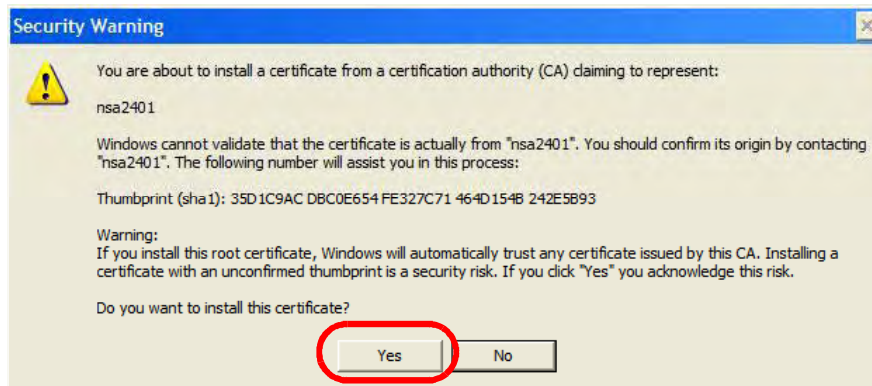 Security Warning
You are about to install a certificate from a certification authority (CA) claiming to represent:
nsa2401
Windows cannot validate that the certificate is actually from "nsa2401". You should confirm its origin by contacting
"nsa2401". The following number will assist you in this process:
Thumbprint (sha1): 35D1C9AC DBC0E654 FE327C71 464D154B 242E5B93
Warning:
If you install this root certificate, Windows will automatically trust any certificate issued by this CA. Installing a
certificate with an unconfirmed thumbprint is a security risk. If you click "Yes" you acknowledge this risk.
Do you want to install this certificate?
Yes No